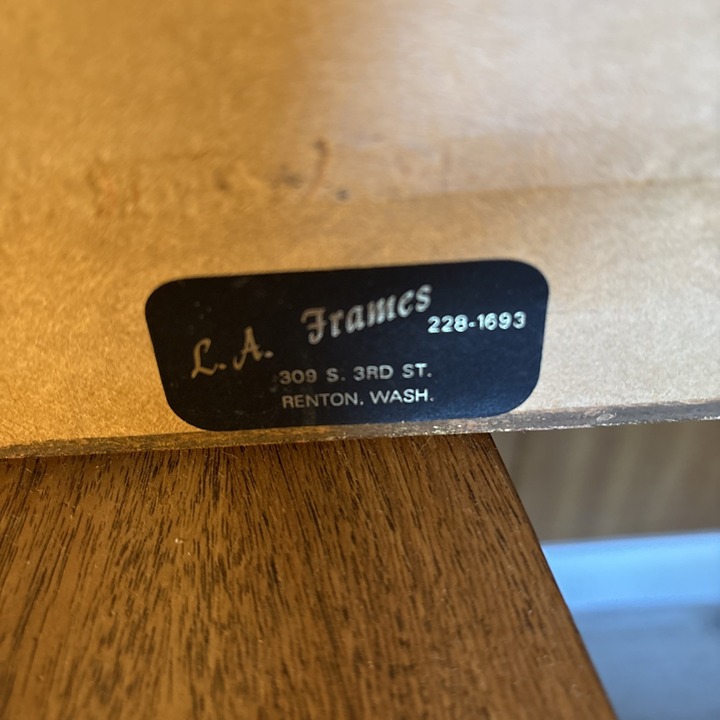 L.A. Frames 228-1693
309 S. 3RD ST.
RENTON, WASH.